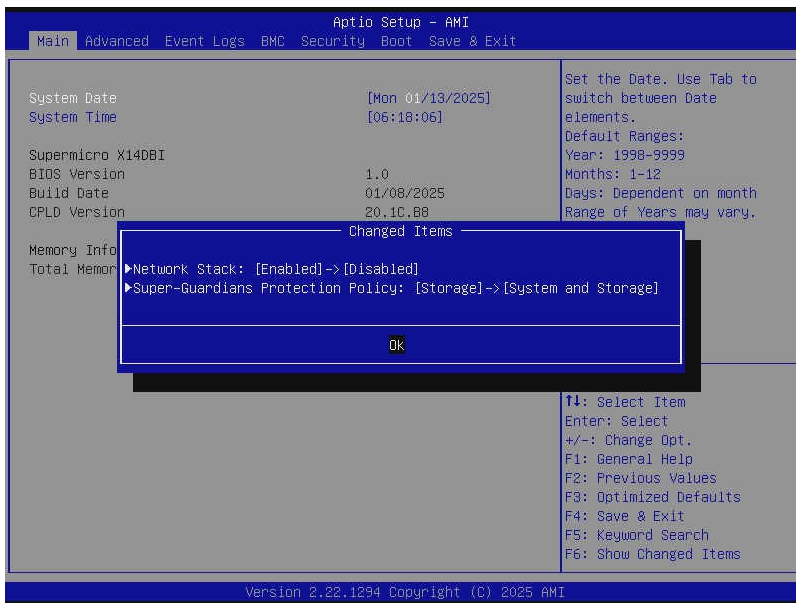 Aptio Setup - AMI
Main Advanced Event Logs BMC Security Boot Save & Exit
System Date [Mon 01/13/2025]
System Time [06:18:06]
Supermicro X14DBI
BIOS Version 1.0
Build Date 01/08/2025
CPLD Version 20.1C.B8
Memory Info
Total Memor
Changed Items
▶Network Stack: [Enabled]->[Disabled]
▶Super-Guardians Protection Policy: [Storage]->[System and Storage]
Ok
Set the Date. Use Tab to
switch between Date
elements.
Default Ranges:
Year: 1998-9999
Months: 1-12
Days: Dependent on month
Range of Years may vary.
↑↓: Select Item
Enter: Select
+/-: Change Opt.
F1: General Help
F2: Previous Values
F3: Optimized Defaults
F4: Save & Exit
F5: Keyword Search
F6: Show Changed Items
Version 2.22.1294 Copyright (C) 2025 AMI